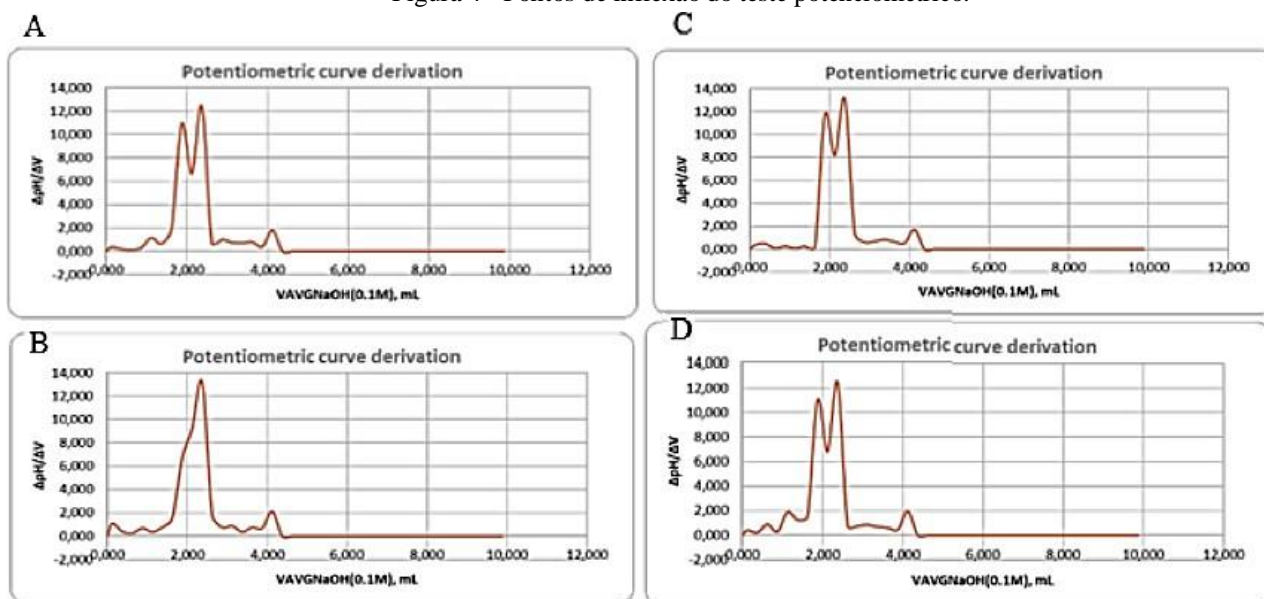 Figura - Pontos de inflexão do teste potenciométrico.
A
Potentiometric curve derivation
14,000
12,000
10,000
8,000
6,000
4,000
2,000
0,000
-2,000
ΔpH/ΔV
0,000 2,000 4,000 6,000 8,000 10,000 12,000
VAVGNaOH(0.1M), mL
C
Potentiometric curve derivation
14,000
12,000
10,000
8,000
6,000
4,000
2,000
0,000
-2,000
ΔpH/ΔV
0,000 2,000 4,000 6,000 8,000 10,000 12,000
VAVGNaOH(0.1M), mL
B
Potentiometric curve derivation
14,000
12,000
10,000
8,000
6,000
4,000
2,000
0,000
-2,000
ΔpH/ΔV
0,000 2,000 4,000 6,000 8,000 10,000 12,000
VAVGNaOH(0.1M), mL
D
Potentiometric curve derivation
14,000
12,000
10,000
8,000
6,000
4,000
2,000
0,000
-2,000
ΔpH/ΔV
0,000 2,000 4,000 6,000 8,000 10,000 12,000
VAVGNaOH(0.1M), mL